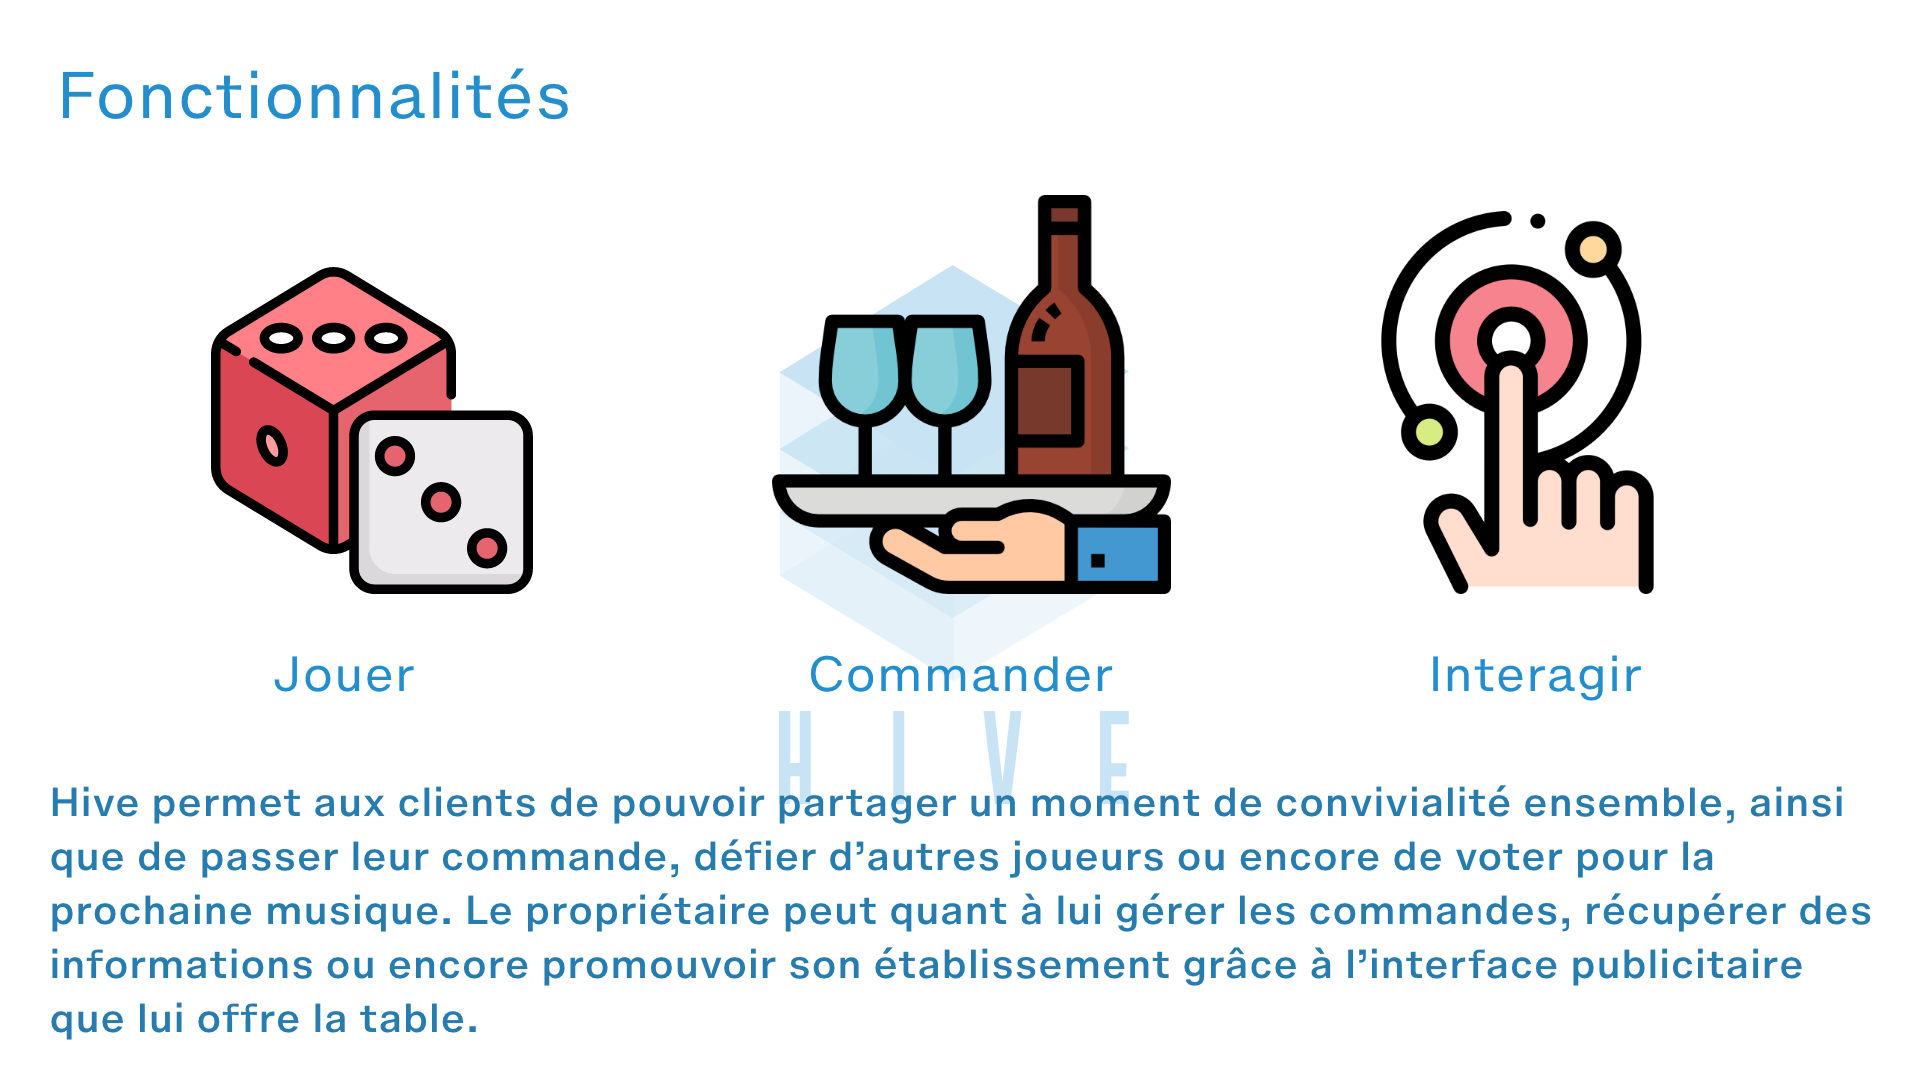 Fonctionnalités
Jouer
Commander
Interagir
HIVE
Hive permet aux clients de pouvoir partager un moment de convivialité ensemble, ainsi
que de passer leur commande, défier d’autres joueurs ou encore de voter pour la
prochaine musique. Le propriétaire peut quant à lui gérer les commandes, récupérer des
informations ou encore promouvoir son établissement grâce à l’interface publicitaire
que lui offre la table.